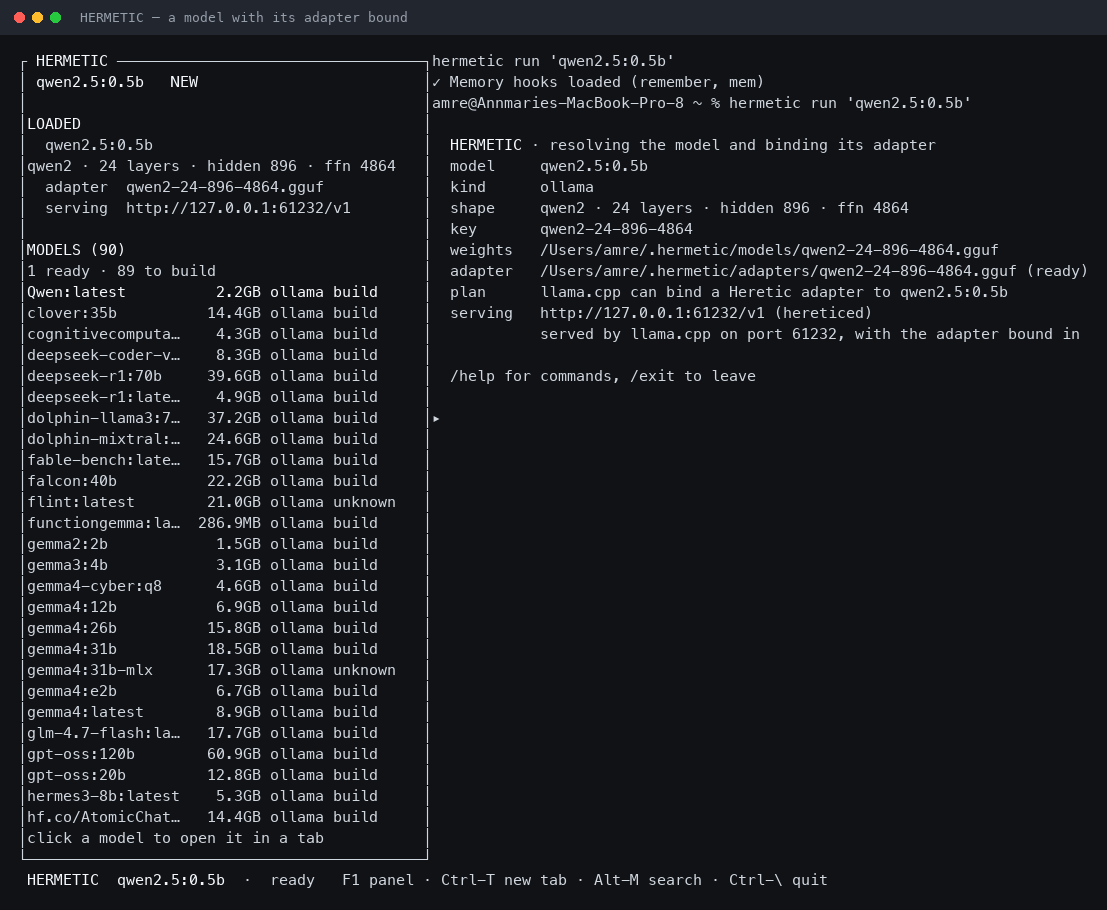 HERMETIC — a model with its adapter bound
HERMETIC
qwen2.5:0.5b NEW
LOADED
qwen2.5:0.5b
qwen2 · 24 layers · hidden 896 · ffn 4864
adapter qwen2-24-896-4864.gguf
serving http://127.0.0.1:61232/v1
MODELS (90)
1 ready · 89 to build
Qwen:latest 2.2GB ollama build
clover:35b 14.4GB ollama build
cognitivecomputa… 4.3GB ollama build
deepseek-coder-v… 8.3GB ollama build
deepseek-r1:70b 39.6GB ollama build
deepseek-r1:late… 4.9GB ollama build
dolphin-llama3:7… 37.2GB ollama build
dolphin-mixtral:… 24.6GB ollama build
fable-bench:late… 15.7GB ollama build
falcon:40b 22.2GB ollama build
flint:latest 21.0GB ollama unknown
functiongemma:la… 286.9MB ollama build
gemma2:2b 1.5GB ollama build
gemma3:4b 3.1GB ollama build
gemma4-cyber:q8 4.6GB ollama build
gemma4:12b 6.9GB ollama build
gemma4:26b 15.8GB ollama build
gemma4:31b 18.5GB ollama build
gemma4:31b-mlx 17.3GB ollama unknown
gemma4:e2b 6.7GB ollama build
gemma4:latest 8.9GB ollama build
glm-4.7-flash:la… 17.7GB ollama build
gpt-oss:120b 60.9GB ollama build
gpt-oss:20b 12.8GB ollama build
hermes3-8b:latest 5.3GB ollama build
hf.co/AtomicChat… 14.4GB ollama build
click a model to open it in a tab
hermetic run 'qwen2.5:0.5b'
✓ Memory hooks loaded (remember, mem)
amre@Annmaries-MacBook-Pro-8 ~ % hermetic run 'qwen2.5:0.5b'
HERMETIC · resolving the model and binding its adapter
model qwen2.5:0.5b
kind ollama
shape qwen2 · 24 layers · hidden 896 · ffn 4864
key qwen2-24-896-4864
weights /Users/amre/.hermetic/models/qwen2-24-896-4864.gguf
adapter /Users/amre/.hermetic/adapters/qwen2-24-896-4864.gguf (ready)
plan llama.cpp can bind a Heretic adapter to qwen2.5:0.5b
serving http://127.0.0.1:61232/v1 (hereticed)
served by llama.cpp on port 61232, with the adapter bound in
/help for commands, /exit to leave
▸
HERMETIC qwen2.5:0.5b · ready F1 panel · Ctrl-T new tab · Alt-M search · Ctrl-\ quit